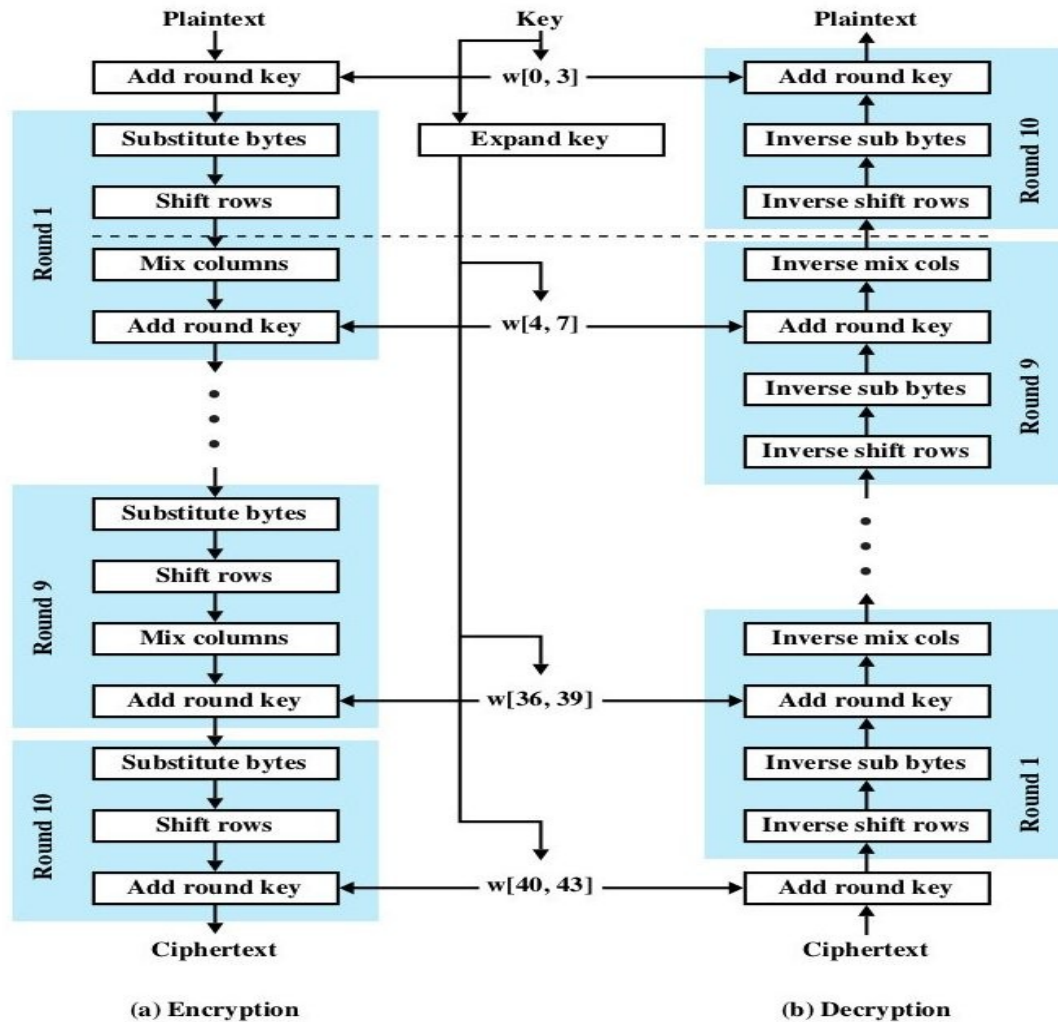 Plaintext
Key
Plaintext
Add round key
w[0, 3]
Add round key
Substitute bytes
Expand key
Inverse sub bytes
Shift rows
Inverse shift rows
Round 1
Round 10
Mix columns
Inverse mix cols
Add round key
w[4, 7]
Add round key
Inverse sub bytes
Inverse shift rows
Round 9
Substitute bytes
Shift rows
Mix columns
Inverse mix cols
Add round key
w[36, 39]
Add round key
Round 9
Substitute bytes
Inverse sub bytes
Shift rows
Inverse shift rows
Round 10
Round 1
Add round key
w[40, 43]
Add round key
Ciphertext
Ciphertext
(a) Encryption
(b) Decryption